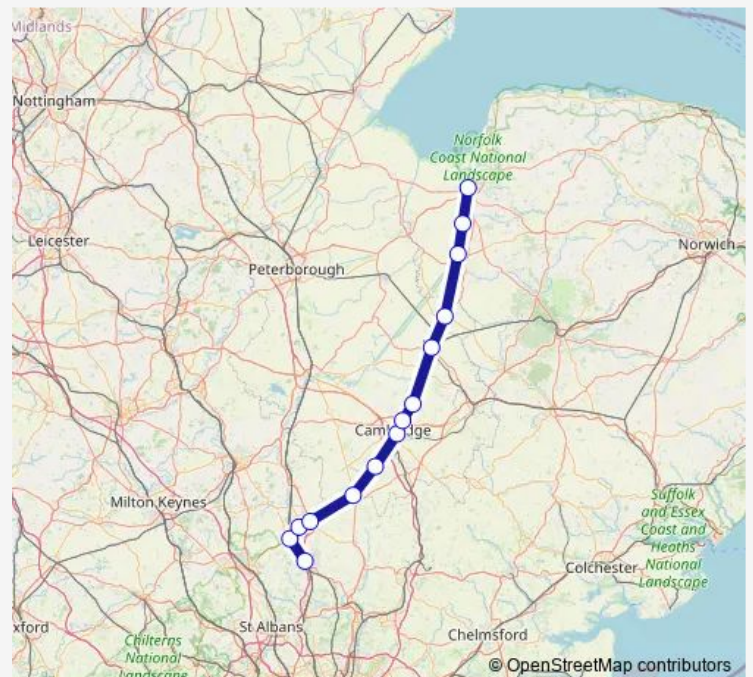 Midlands
Nottingham
Norfolk
Coast National
Landscape
Leicester
Norwich
Peterborough
Milton Keynes
Suffolk
and Essex
Coast and
Heaths
National
Landscape
Colchester
xford
St Albans
Chelmsford
Chilterns
National
Landscape
© OpenStreetMap contributors